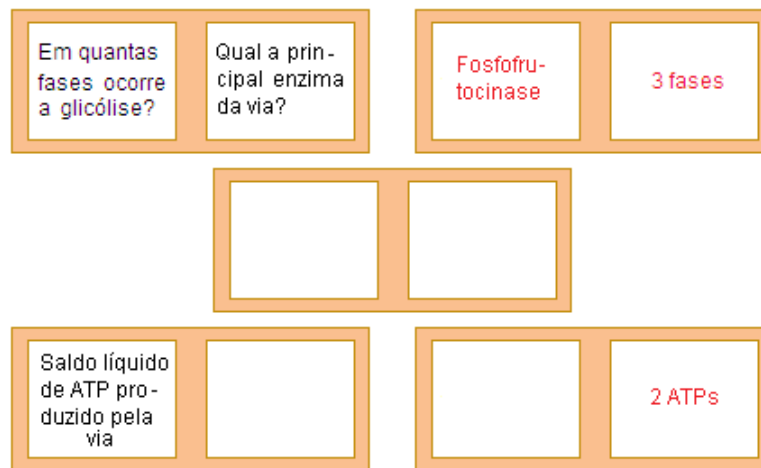 Em quantas
fases ocorre
a glicólise?
Qual a prin-
cipal enzima
da via?
Fosfofru-
tocinase
3 fases
Saldo líquido
de ATP pro-
duzido pela
via
2 ATPs